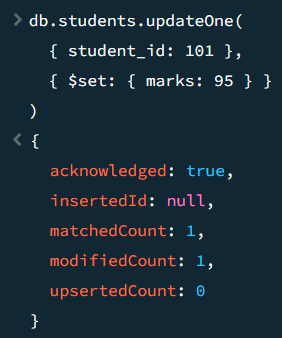 > db.students.updateOne(
{ student_id: 101 },
{ $set: { marks: 95 } }
)
< {
acknowledged: true,
insertedId: null,
matchedCount: 1,
modifiedCount: 1,
upsertedCount: 0
}